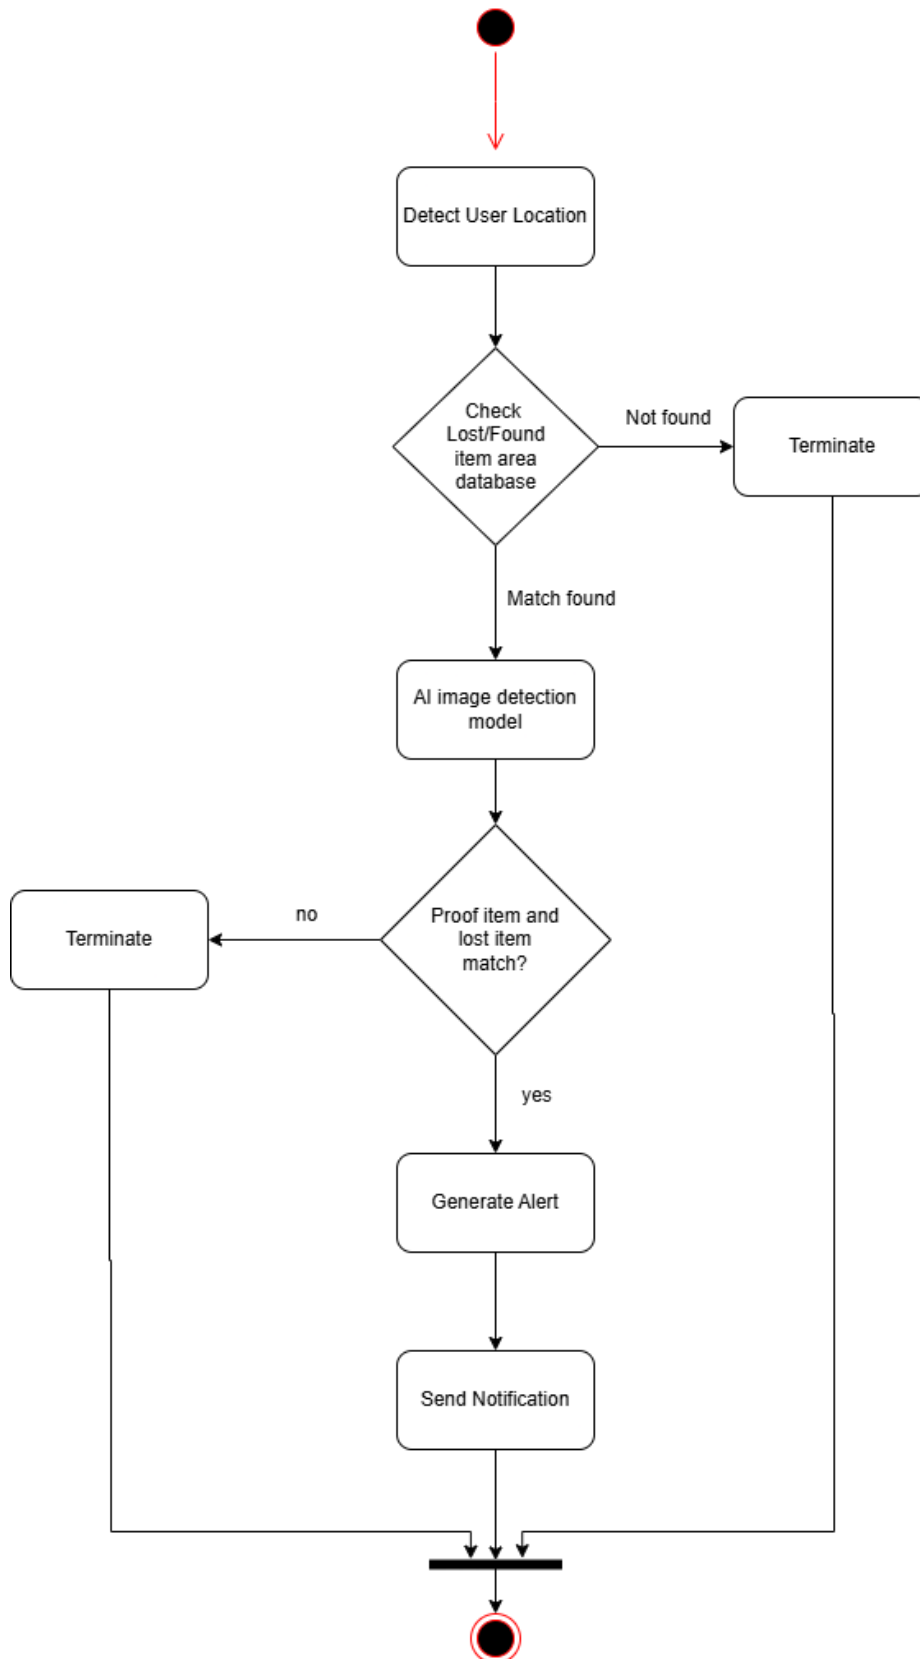 Detect User Location
Check
Lost/Found
item area
database
Not found
Terminate
Match found
AI image detection
model
Proof item and
lost item
match?
no
Terminate
yes
Generate Alert
Send Notification